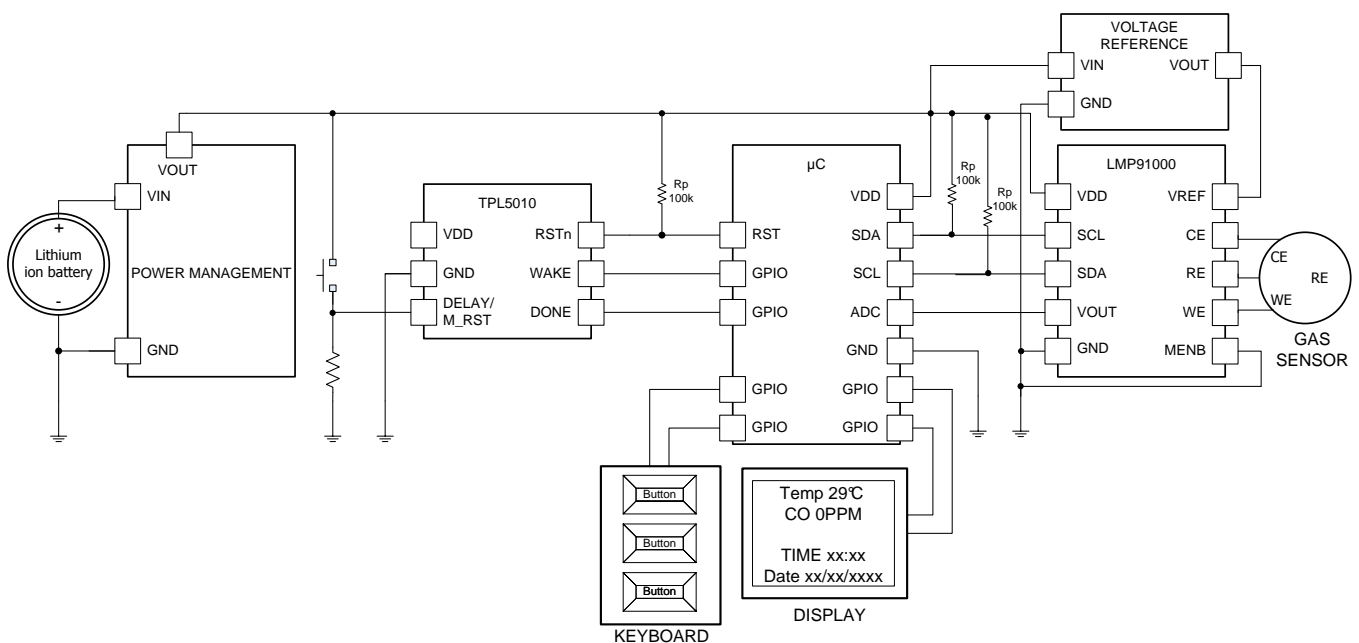 VOLTAGE
REFERENCE
VIN
VOUT
GND
VOUT
VIN
+
Lithium
ion battery
-
POWER MANAGEMENT
GND
TPL5010
VDD
RSTn
GND
WAKE
DELAY/
M_RST
DONE
Rp
100k
µC
VDD
RST
SDA
GPIO
SCL
GPIO
ADC
GND
GPIO
GPIO
GPIO
GPIO
Rp
100k
Rp
100k
LMP91000
VDD
VREF
SCL
CE
SDA
RE
VOUT
WE
GND
MENB
CE
RE
WE
GAS
SENSOR
Button
Button
Button
KEYBOARD
Temp 29℃
CO 0PPM
TIME xx:xx
Date xx/xx/xxxx
DISPLAY